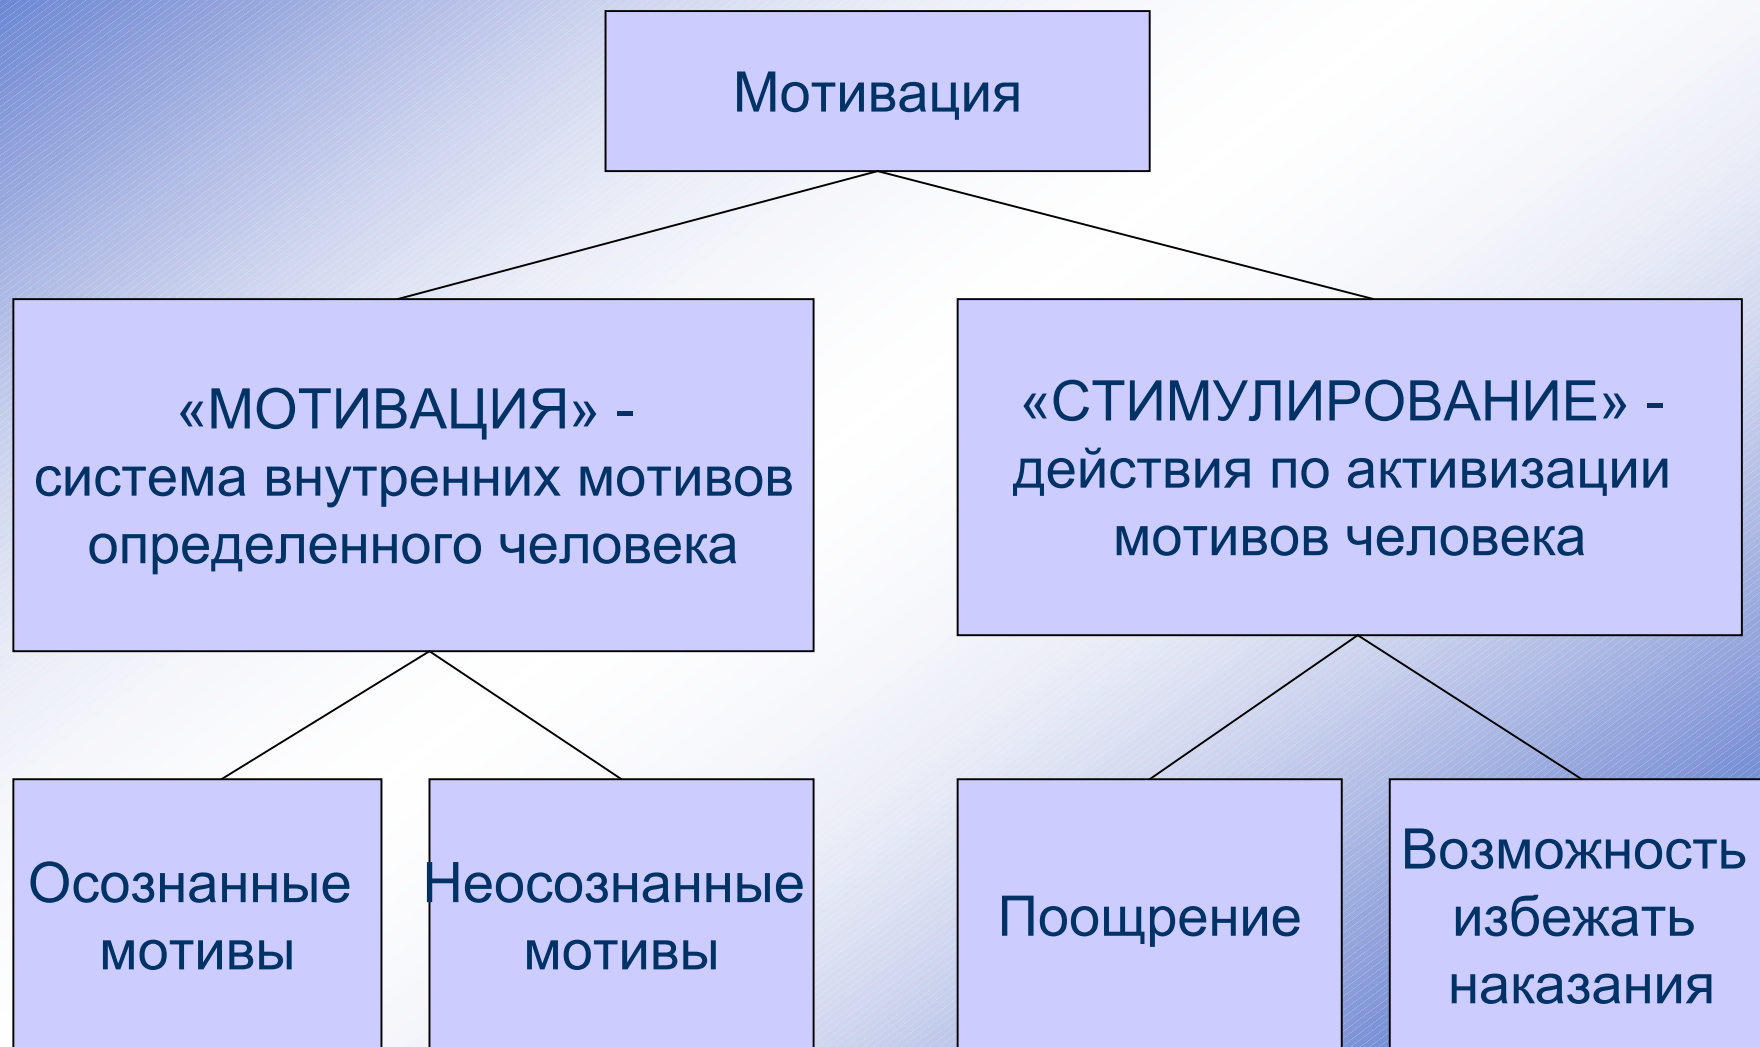 Мотивация
«МОТИВАЦИЯ» -
система внутренних мотивов
определенного человека
«СТИМУЛИРОВАНИЕ» -
действия по активизации
мотивов человека
Осознанные
мотивы
Неосознанные
мотивы
Поощрение
Возможность
избежать
наказания